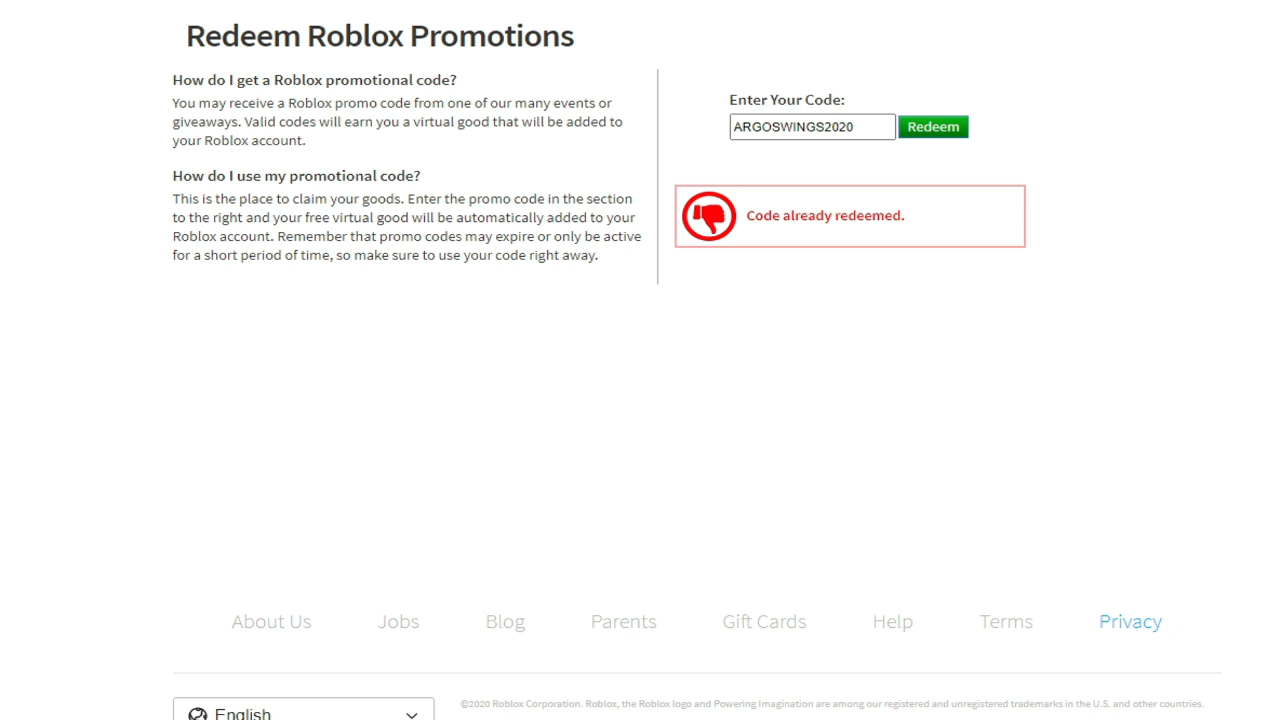 Redeem Roblox Promotions
How do I get a Roblox promotional code?
You may receive a Roblox promo code from one of our many events or
giveaways. Valid codes will earn you a virtual good that will be added to
your Roblox account.
How do I use my promotional code?
This is the place to claim your goods. Enter the promo code in the section
to the right and your free virtual good will be automatically added to your
Roblox account. Remember that promo codes may expire or only be active
for a short period of time, so make sure to use your code right away.
Enter Your Code:
ARGOSWINGS2020 Redeem
Code already redeemed.
About Us Jobs Blog Parents Gift Cards Help Terms Privacy
English
©2020 Roblox Corporation. Roblox, the Roblox logo and Powering Imagination are among our registered and unregistered trademarks in the U.S. and other countries.